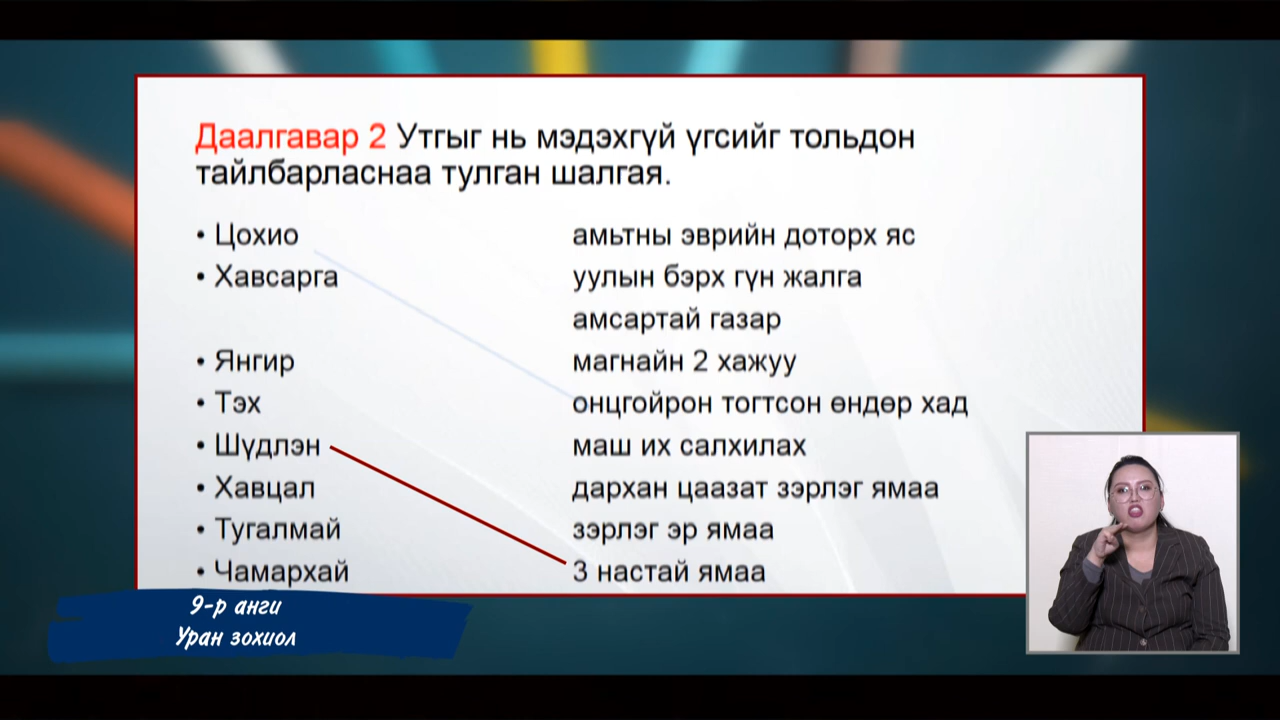 Даалгавар 2 Утгыг нь мэдэхгүй үгсийг тольдон
тайлбарласнаа тулган шалгая.
• Цохио амьтны эврийн доторх яс
• Хавсарга уулын бэрх гүн жалга
амсартай газар
• Янгир магнайн 2 хажуу
• Тэх онцгойрон тогтсон өндөр хад
• Шүдлэн маш их салхилах
• Хавцал дархан цаазат зэрлэг ямаа
• Тугалмай зэрлэг эр ямаа
• Чамархай 3 настай ямаа
9-р анги
Уран зохиол